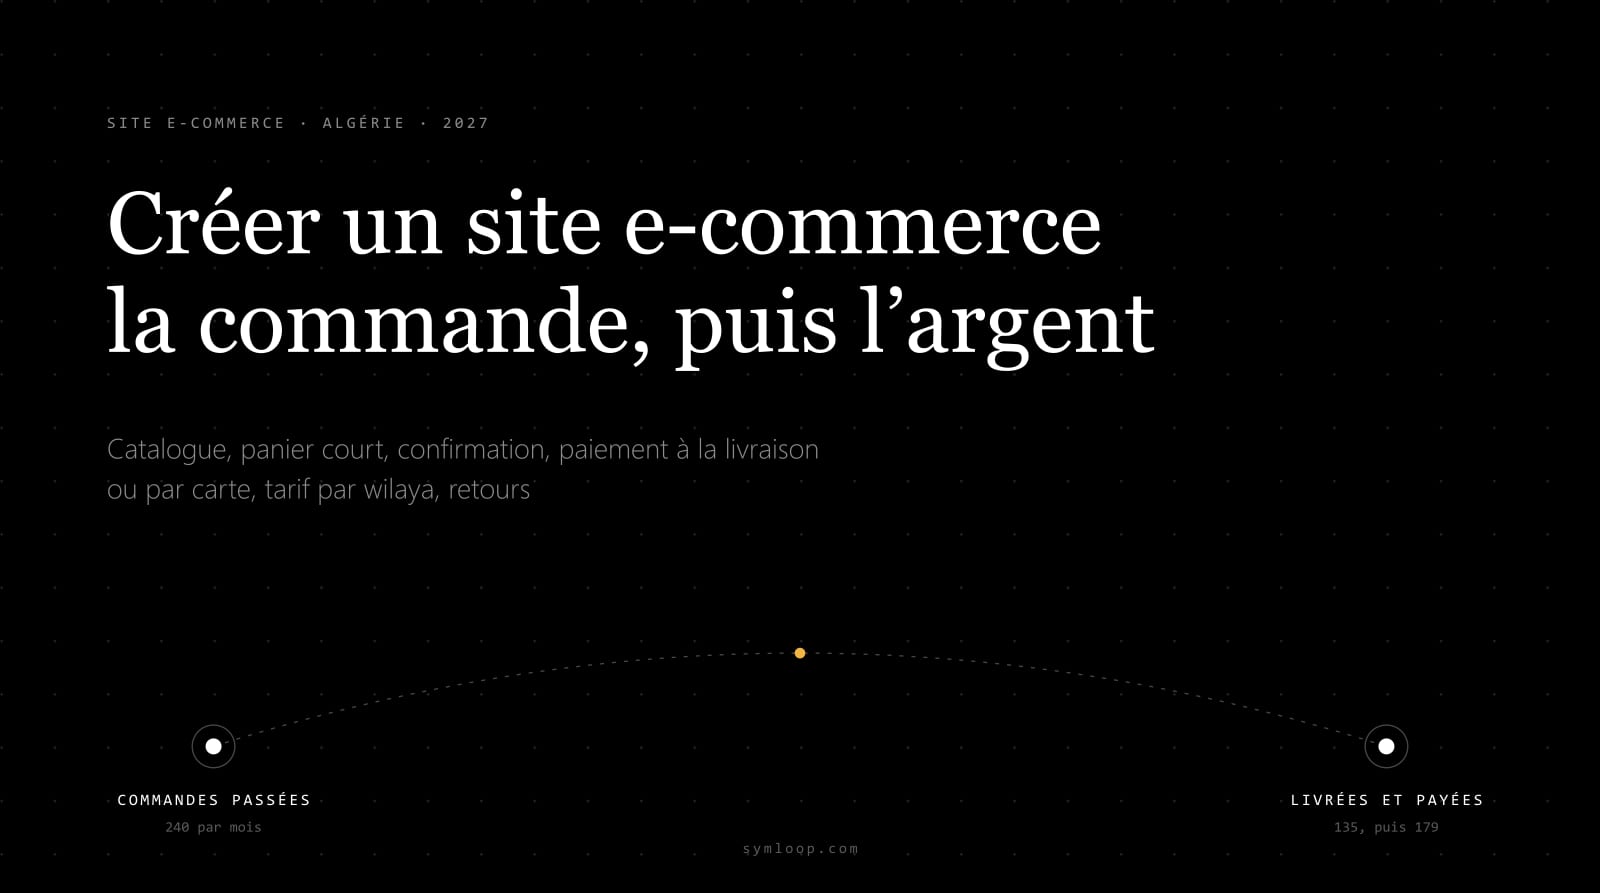 SITE E-COMMERCE · ALGÉRIE · 2027
Créer un site e-commerce
la commande, puis l’argent
Catalogue, panier court, confirmation, paiement à la livraison
ou par carte, tarif par wilaya, retours
COMMANDES PASSÉES
240 par mois
LIVRÉES ET PAYÉES
135, puis 179
symloop.com